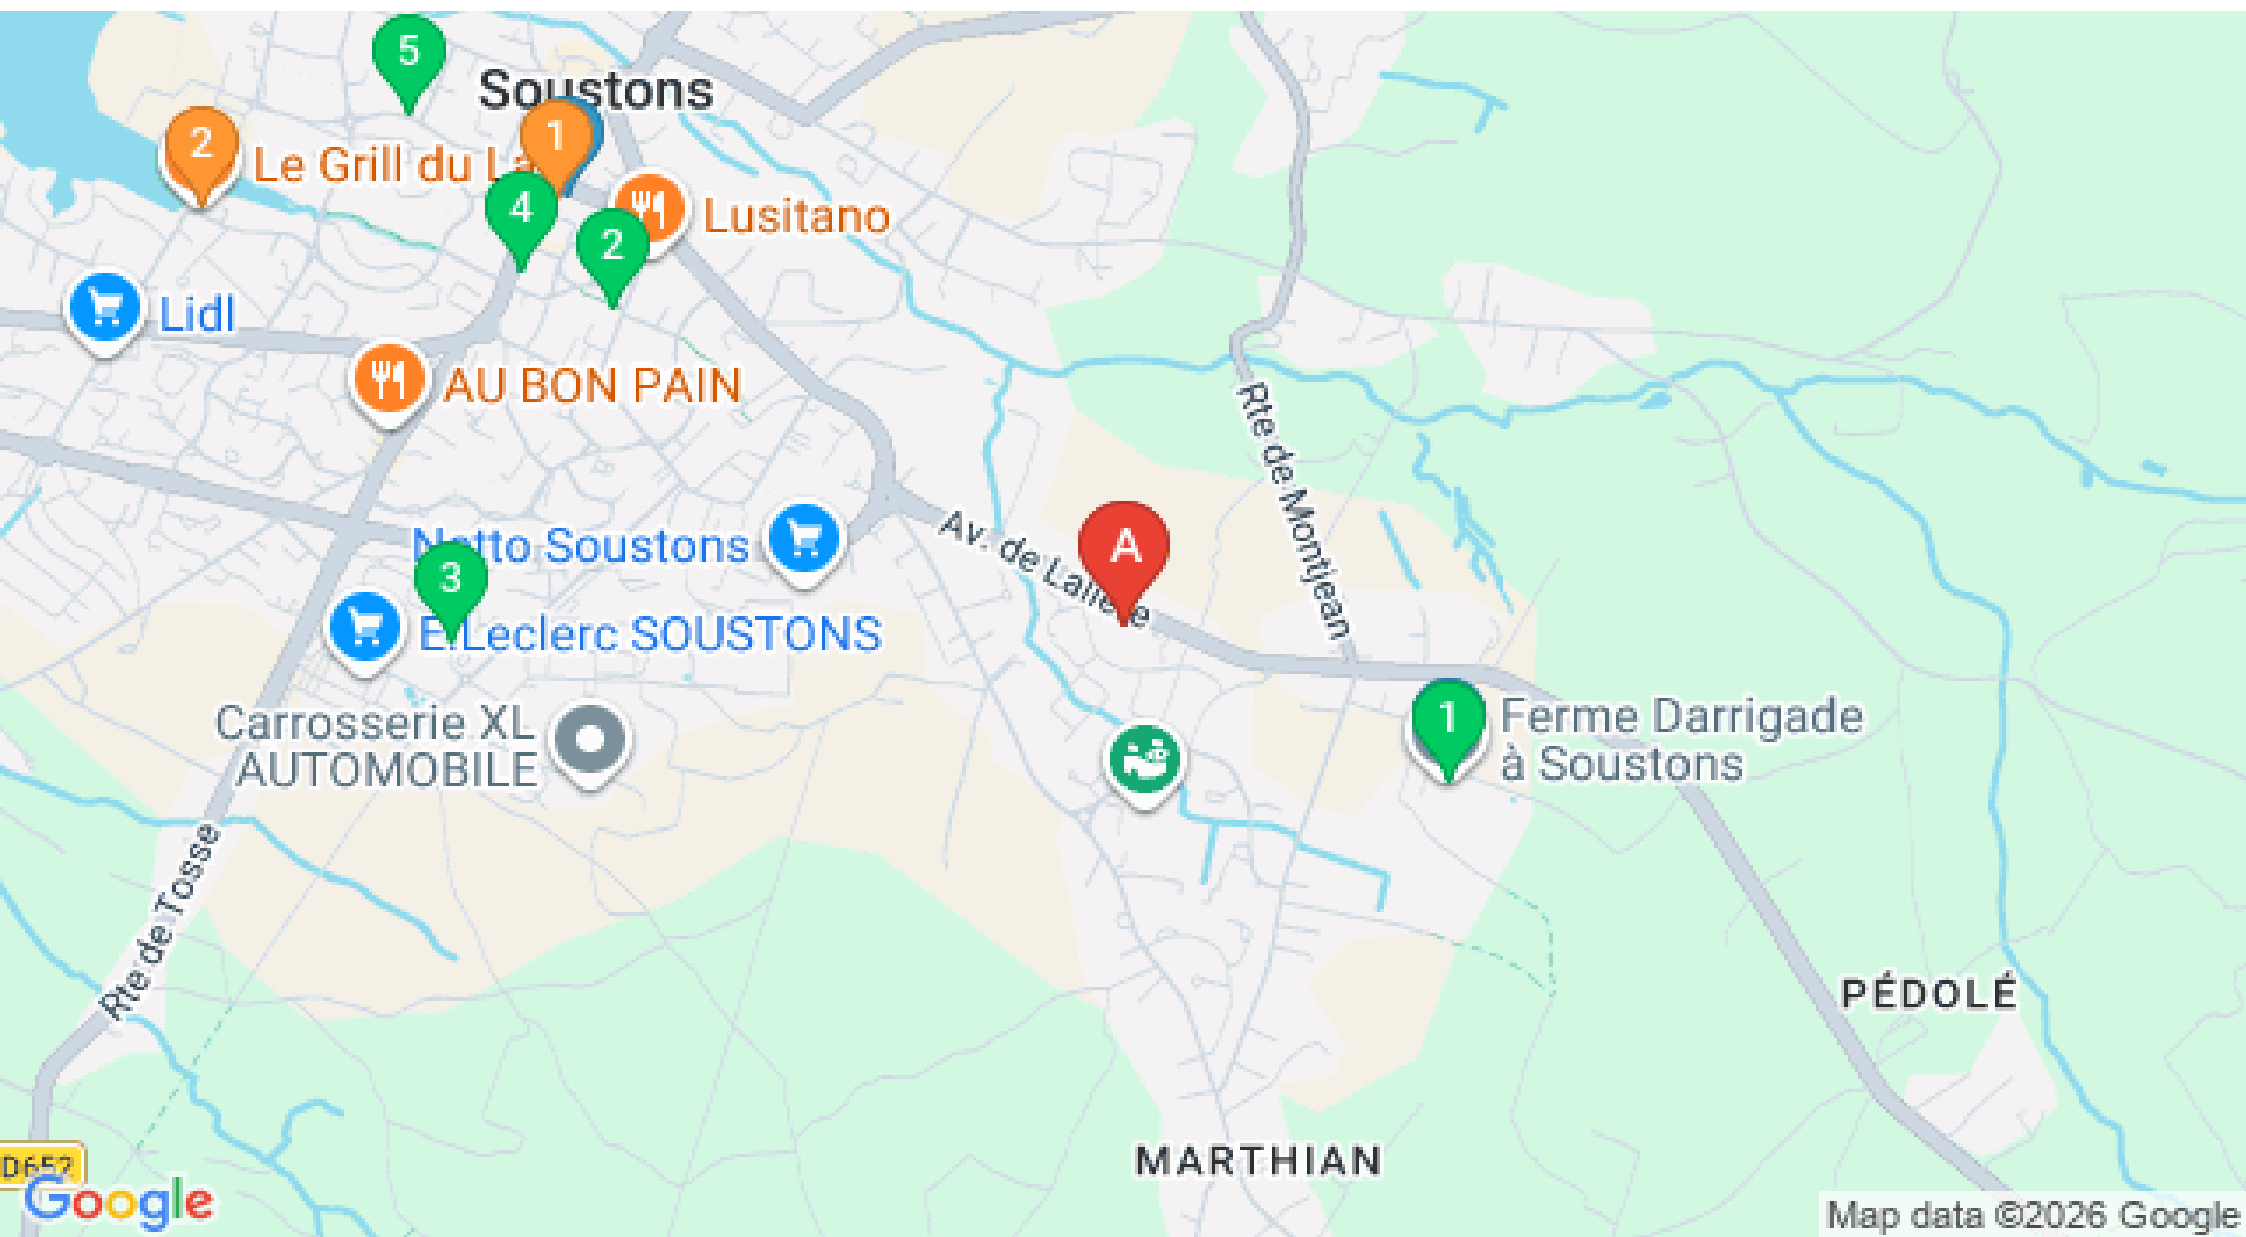 5
Soustons
2
1
Le Grill du La
4
Lusitano
2
Lidl
AU BON PAIN
Rte de Montjean
A
Av. de
Netto Soustons
3
E.Leclerc SOUSTONS
1
Ferme Darrigade
à Soustons
Carrosserie XL
AUTOMOBILE
Rte de Tosse
PÉDOLÉ
MARTHIAN
D652
Google
Map data ©2026 Google